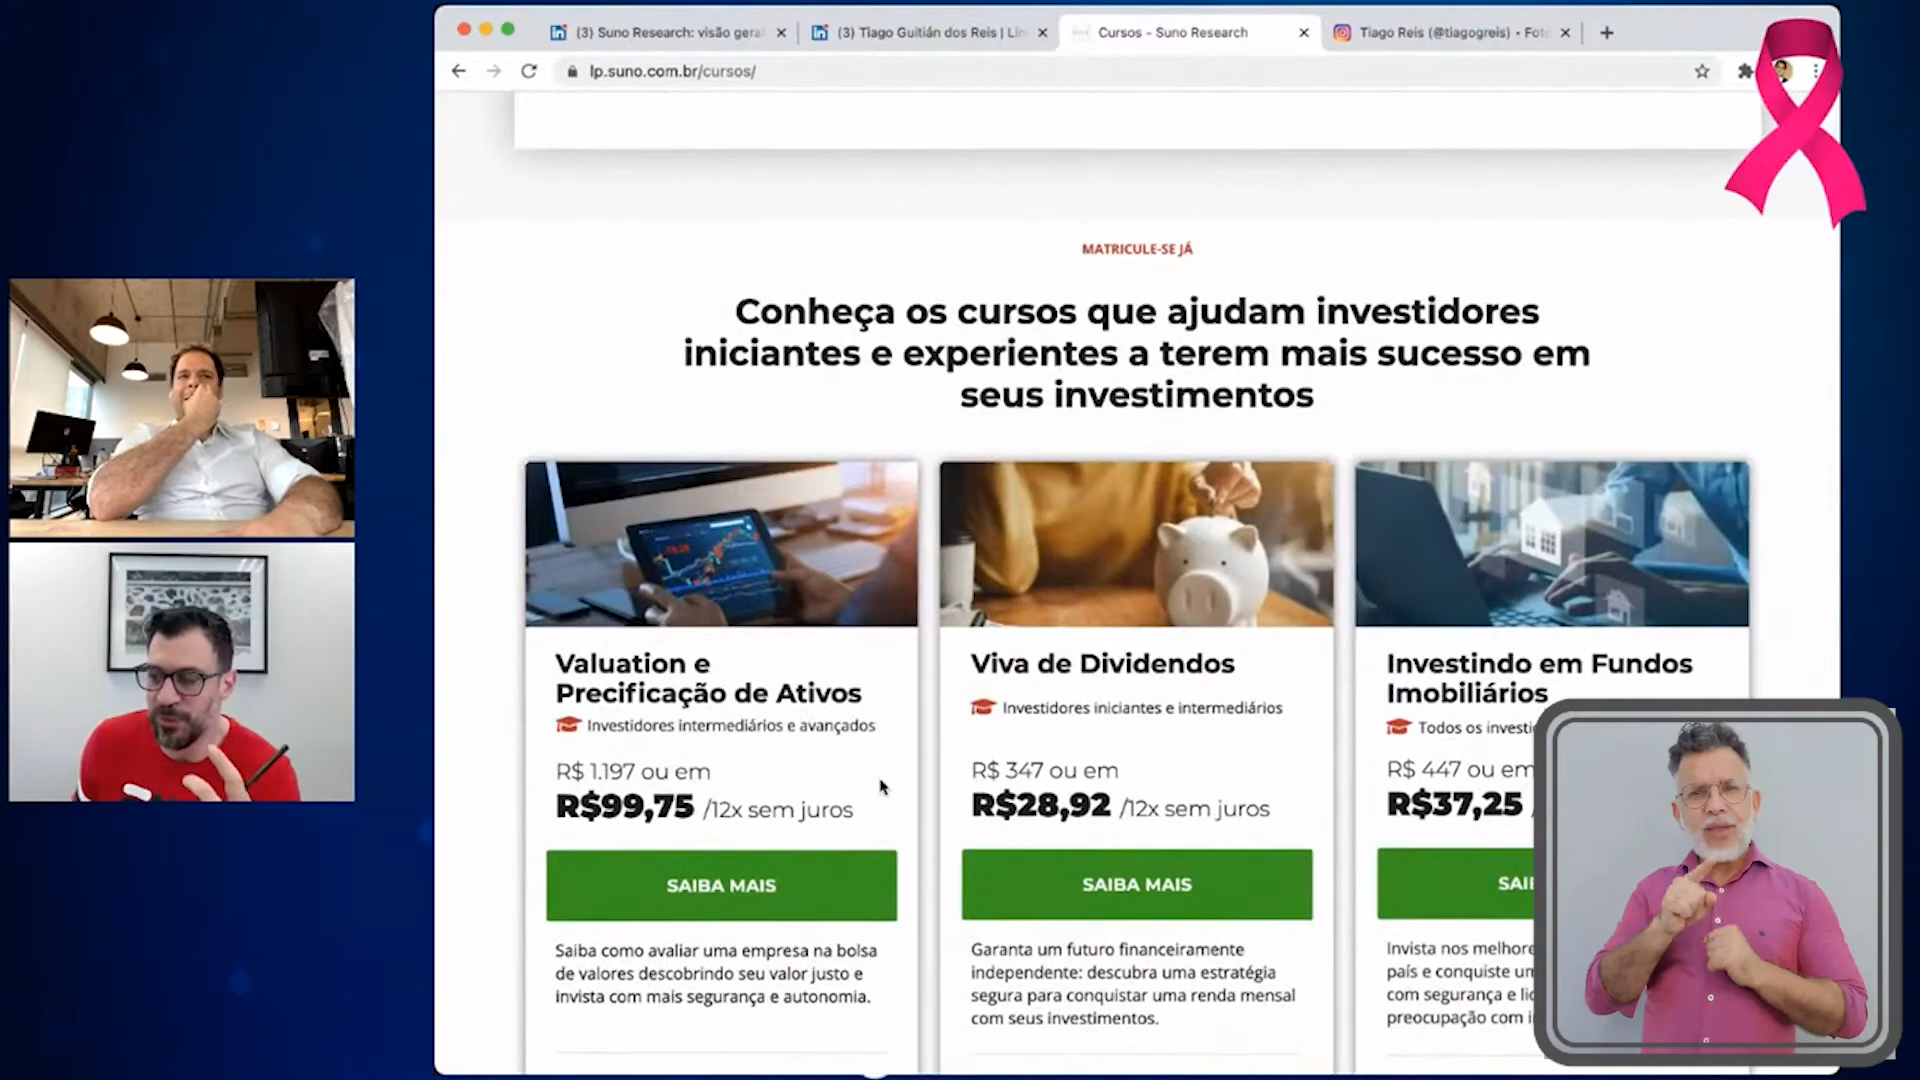 (3) Suno Research: visão geral
(3) Tiago Guitián dos Reis | Lin
Cursos - Suno Research
Tiago Reis (@tiagogreis) • Fot
lp.suno.com.br/cursos/
MATRICULE-SE JÁ
Conheça os cursos que ajudam investidores
iniciantes e experientes a terem mais sucesso em
seus investimentos
Valuation e
Precificação de Ativos
Investidores intermediários e avançados
R$ 1.197 ou em
R$99,75 /12x sem juros
SAIBA MAIS
Saiba como avaliar uma empresa na bolsa
de valores descobrindo seu valor justo e
invista com mais segurança e autonomia.
Viva de Dividendos
Investidores iniciantes e intermediários
R$ 347 ou em
R$28,92 /12x sem juros
SAIBA MAIS
Garanta um futuro financeiramente
independente: descubra uma estratégia
segura para conquistar uma renda mensal
com seus investimentos.
Investindo em Fundos
Imobiliários
Todos os investi
R$ 447 ou em
R$37,25 /
SAI
Invista nos melhore
país e conquiste um
com segurança e
preocupação com